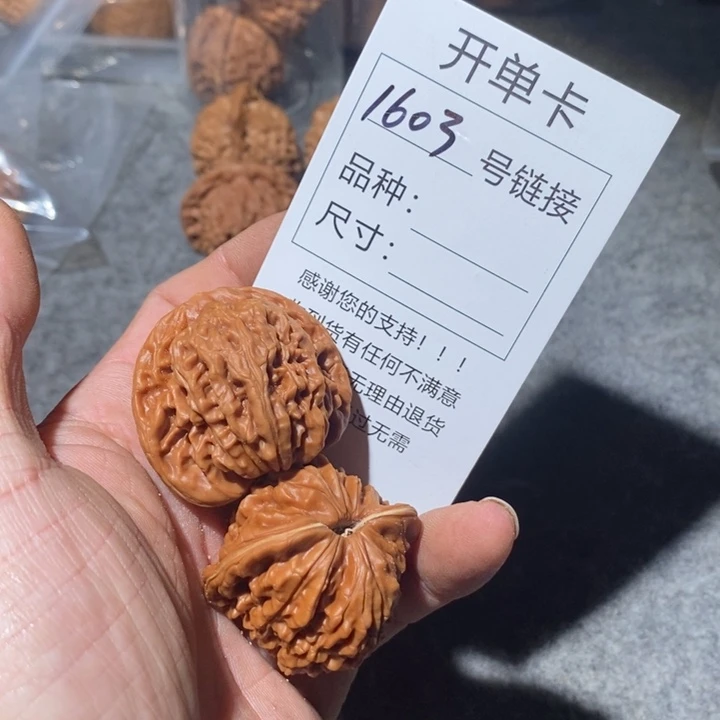 开单卡
1603 号链接
品种：
尺寸：
感谢您的支持！！！
到货有任何不满意
无理由退货
过无需